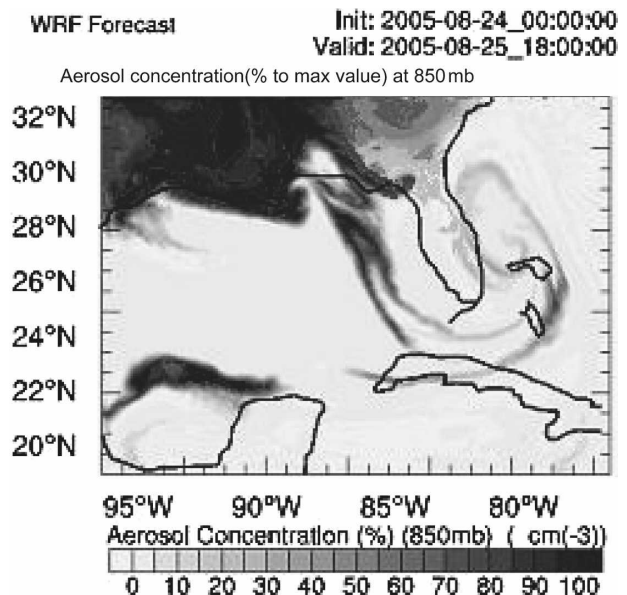 WRF Forecast Init: 2005-08-24_00:00:00
Valid: 2005-08-25_18:00:00
Aerosol concentration(% to max value) at 850mb
32°N
30°N
28°N
26°N
24°N
22°N
20°N
95°W 90°W 85°W 80°W
Aerosol Concentration (%) (850mb) ( cm(-3))
0 10 20 30 40 50 60 70 80 90 100